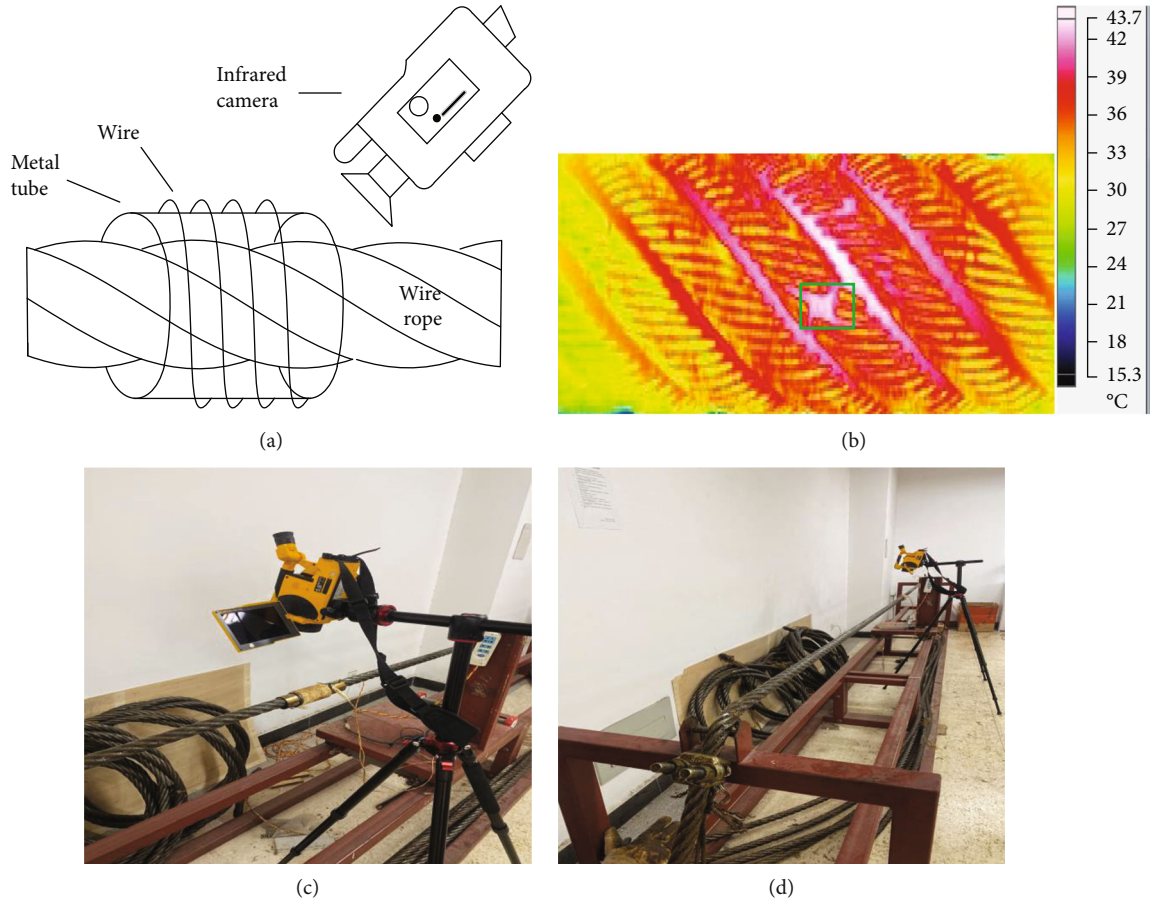 Infrared
camera
Wire
Metal
tube
Wire
rope
(a)
43.7
42
39
36
33
30
27
24
21
18
15.3
°C
(b)
(c)
(d)